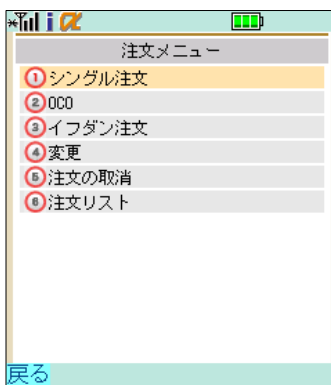 i α
注文メニュー
①シングル注文
②OCO
③イフダン注文
④変更
⑤注文の取消
⑥注文リスト
戻る